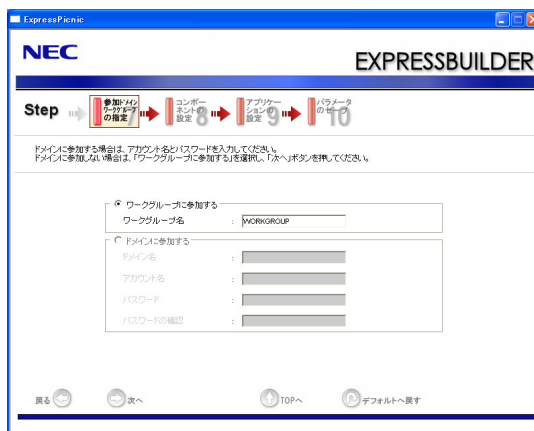 ExpressPicnic
NEC
EXPRESSBUILDER
Step
参加ドメイン
ワークグループ
の指定 7
コンポー
ネントの
設定 8
アプリケー
ションの
設定 9
パラメータ
のセーブ
10
ドメインに参加する場合は、アカウント名とパスワードを入力してください。
ドメインに参加しない場合は、「ワークグループに参加する」を選択し、「次へ」ボタンを押してください。
ワークグループに参加する
ワークグループ名 : WORKGROUP
ドメインに参加する
ドメイン名 :
アカウント名 :
パスワード :
パスワードの確認 :
戻る 次へ TOPへ デフォルトへ戻す